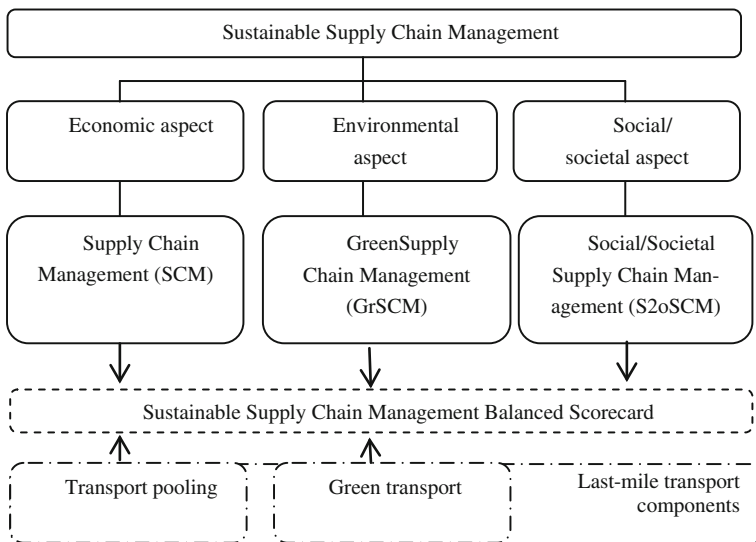 Sustainable Supply Chain Management
Economic aspect
Environmental
aspect
Social/
societal aspect
Supply Chain
Management (SCM)
GreenSupply
Chain Management
(GrSCM)
Social/Societal
Supply Chain Man-
agement (S2oSCM)
Sustainable Supply Chain Management Balanced Scorecard
Transport pooling
Green transport
Last-mile transport
components